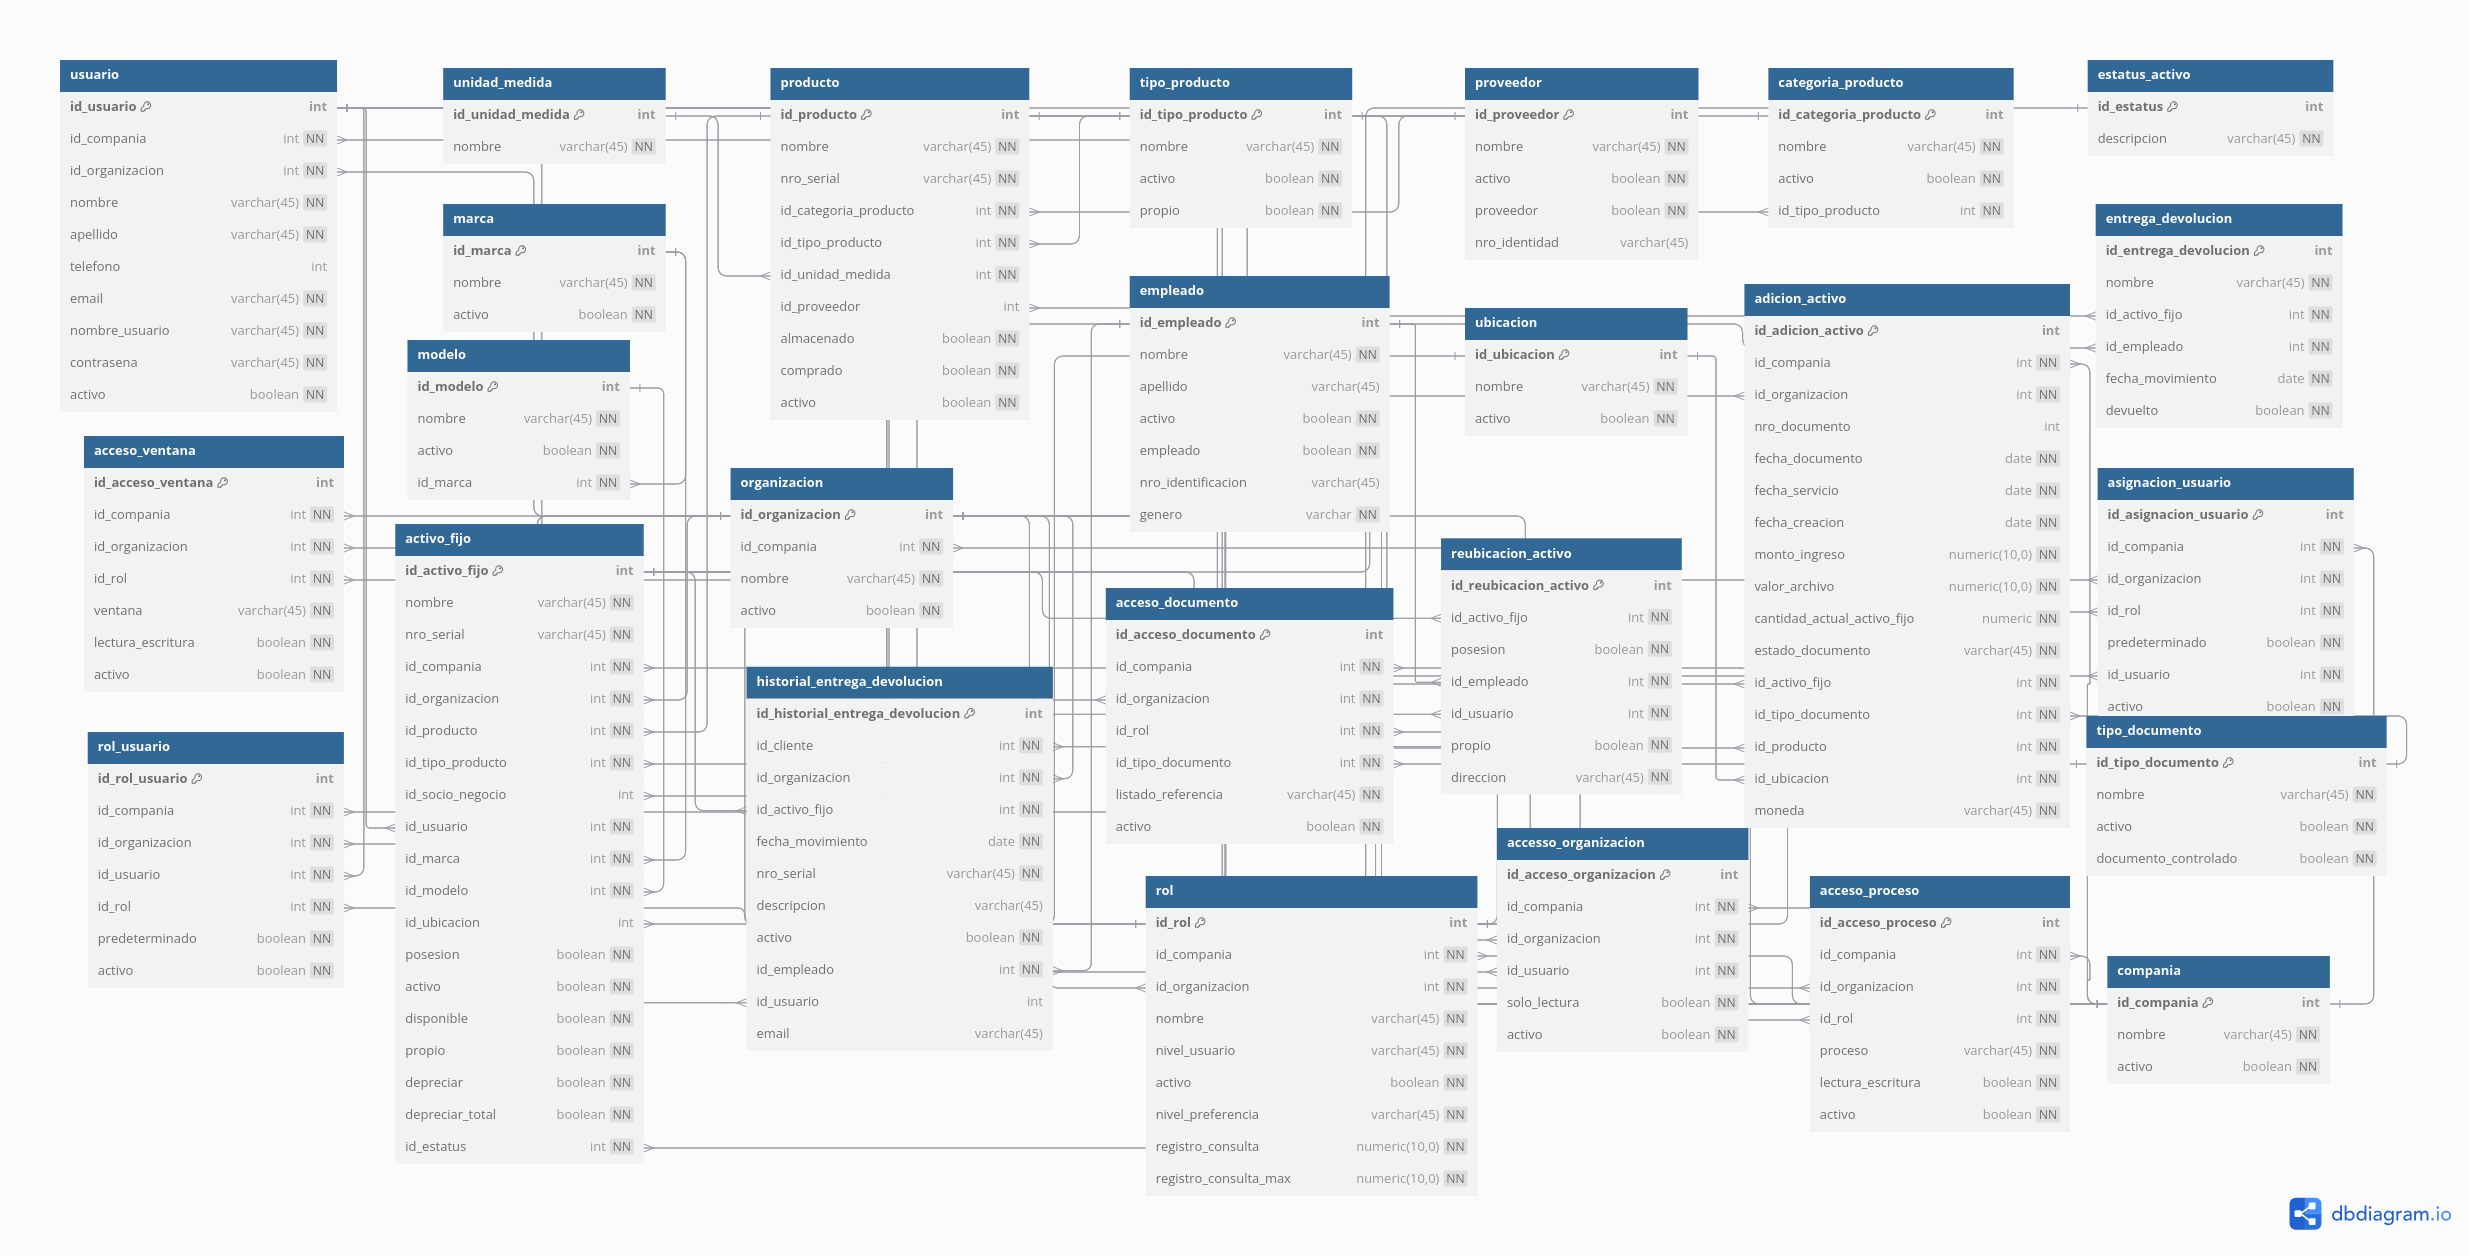 usuario
id_usuario int
id_compania int NN
id_organizacion int NN
nombre varchar(45) NN
apellido varchar(45) NN
telefono int
email varchar(45) NN
nombre_usuario varchar(45) NN
contrasena varchar(45) NN
activo boolean NN
unidad_medida
id_unidad_medida int
nombre varchar(45) NN
marca
id_marca int
nombre varchar(45) NN
activo boolean NN
modelo
id_modelo int
nombre varchar(45) NN
activo boolean NN
id_marca int NN
producto
id_producto int
nombre varchar(45) NN
nro_serial varchar(45) NN
id_categoria_producto int NN
id_tipo_producto int NN
id_unidad_medida int NN
id_proveedor int
almacenado boolean NN
comprado boolean NN
activo boolean NN
tipo_producto
id_tipo_producto int
nombre varchar(45) NN
activo boolean NN
propio boolean NN
proveedor
id_proveedor int
nombre varchar(45) NN
activo boolean NN
proveedor boolean NN
nro_identidad varchar(45)
categoria_producto
id_categoria_producto int
nombre varchar(45) NN
activo boolean NN
id_tipo_producto int NN
estatus_activo
id_estatus int
descripcion varchar(45) NN
entrega_devolucion
id_entrega_devolucion int
nombre varchar(45) NN
id_activo_fijo int NN
id_empleado int NN
fecha_movimiento date NN
devuelto boolean NN
empleado
id_empleado int
nombre varchar(45) NN
apellido varchar(45)
activo boolean NN
empleado boolean NN
nro_identificacion varchar(45)
genero varchar NN
ubicacion
id_ubicacion int
nombre varchar(45) NN
activo boolean NN
adicion_activo
id_adicion_activo int
id_compania int NN
id_organizacion int NN
nro_documento int
fecha_documento date NN
fecha_servicio date NN
fecha_creacion date NN
monto_ingreso numeric(10,0) NN
valor_archivo numeric(10,0) NN
cantidad_actual_activo_fijo numeric NN
estado_documento varchar(45) NN
id_activo_fijo int NN
id_tipo_documento int NN
id_producto int NN
id_ubicacion int NN
moneda varchar(45) NN
acceso_ventana
id_acceso_ventana int
id_compania int NN
id_organizacion int NN
id_rol int NN
ventana varchar(45) NN
lectura_escritura boolean NN
activo boolean NN
organizacion
id_organizacion int
id_compania int NN
nombre varchar(45) NN
activo boolean NN
asignacion_usuario
id_asignacion_usuario int
id_compania int NN
id_organizacion int NN
id_rol int NN
predeterminado boolean NN
id_usuario int NN
activo boolean NN
activo_fijo
id_activo_fijo int
nombre varchar(45) NN
nro_serial varchar(45) NN
id_compania int NN
id_organizacion int NN
id_producto int NN
id_tipo_producto int NN
id_socio_negocio int
id_usuario int NN
id_marca int NN
id_modelo int NN
id_ubicacion int
posesion boolean NN
activo boolean NN
disponible boolean NN
propio boolean NN
depreciar boolean NN
depreciar_total boolean NN
id_estatus int NN
reubicacion_activo
id_reubicacion_activo int
id_activo_fijo int NN
posesion boolean NN
id_empleado int NN
id_usuario int NN
propio boolean NN
direccion varchar(45) NN
acceso_documento
id_acceso_documento int
id_compania int NN
id_organizacion int NN
id_rol int NN
id_tipo_documento int NN
listado_referencia varchar(45) NN
activo boolean NN
historial_entrega_devolucion
id_historial_entrega_devolucion int
id_cliente int NN
id_organizacion int NN
id_activo_fijo int NN
fecha_movimiento date NN
nro_serial varchar(45) NN
descripcion varchar(45)
activo boolean NN
id_empleado int NN
id_usuario int
email varchar(45)
rol_usuario
id_rol_usuario int
id_compania int NN
id_organizacion int NN
id_usuario int NN
id_rol int NN
predeterminado boolean NN
activo boolean NN
tipo_documento
id_tipo_documento int
nombre varchar(45) NN
activo boolean NN
documento_controlado boolean NN
accesso_organizacion
id_acceso_organizacion int
id_compania int NN
id_organizacion int NN
id_usuario int NN
solo_lectura boolean NN
activo boolean NN
rol
id_rol int
id_compania int NN
id_organizacion int NN
nombre varchar(45) NN
nivel_usuario varchar(45) NN
activo boolean NN
nivel_preferencia varchar(45) NN
registro_consulta numeric(10,0) NN
registro_consulta_max numeric(10,0) NN
acceso_proceso
id_acceso_proceso int
id_compania int NN
id_organizacion int NN
id_rol int NN
proceso varchar(45) NN
lectura_escritura boolean NN
activo boolean NN
compania
id_compania int
nombre varchar(45) NN
activo boolean NN
dbdiagram.io